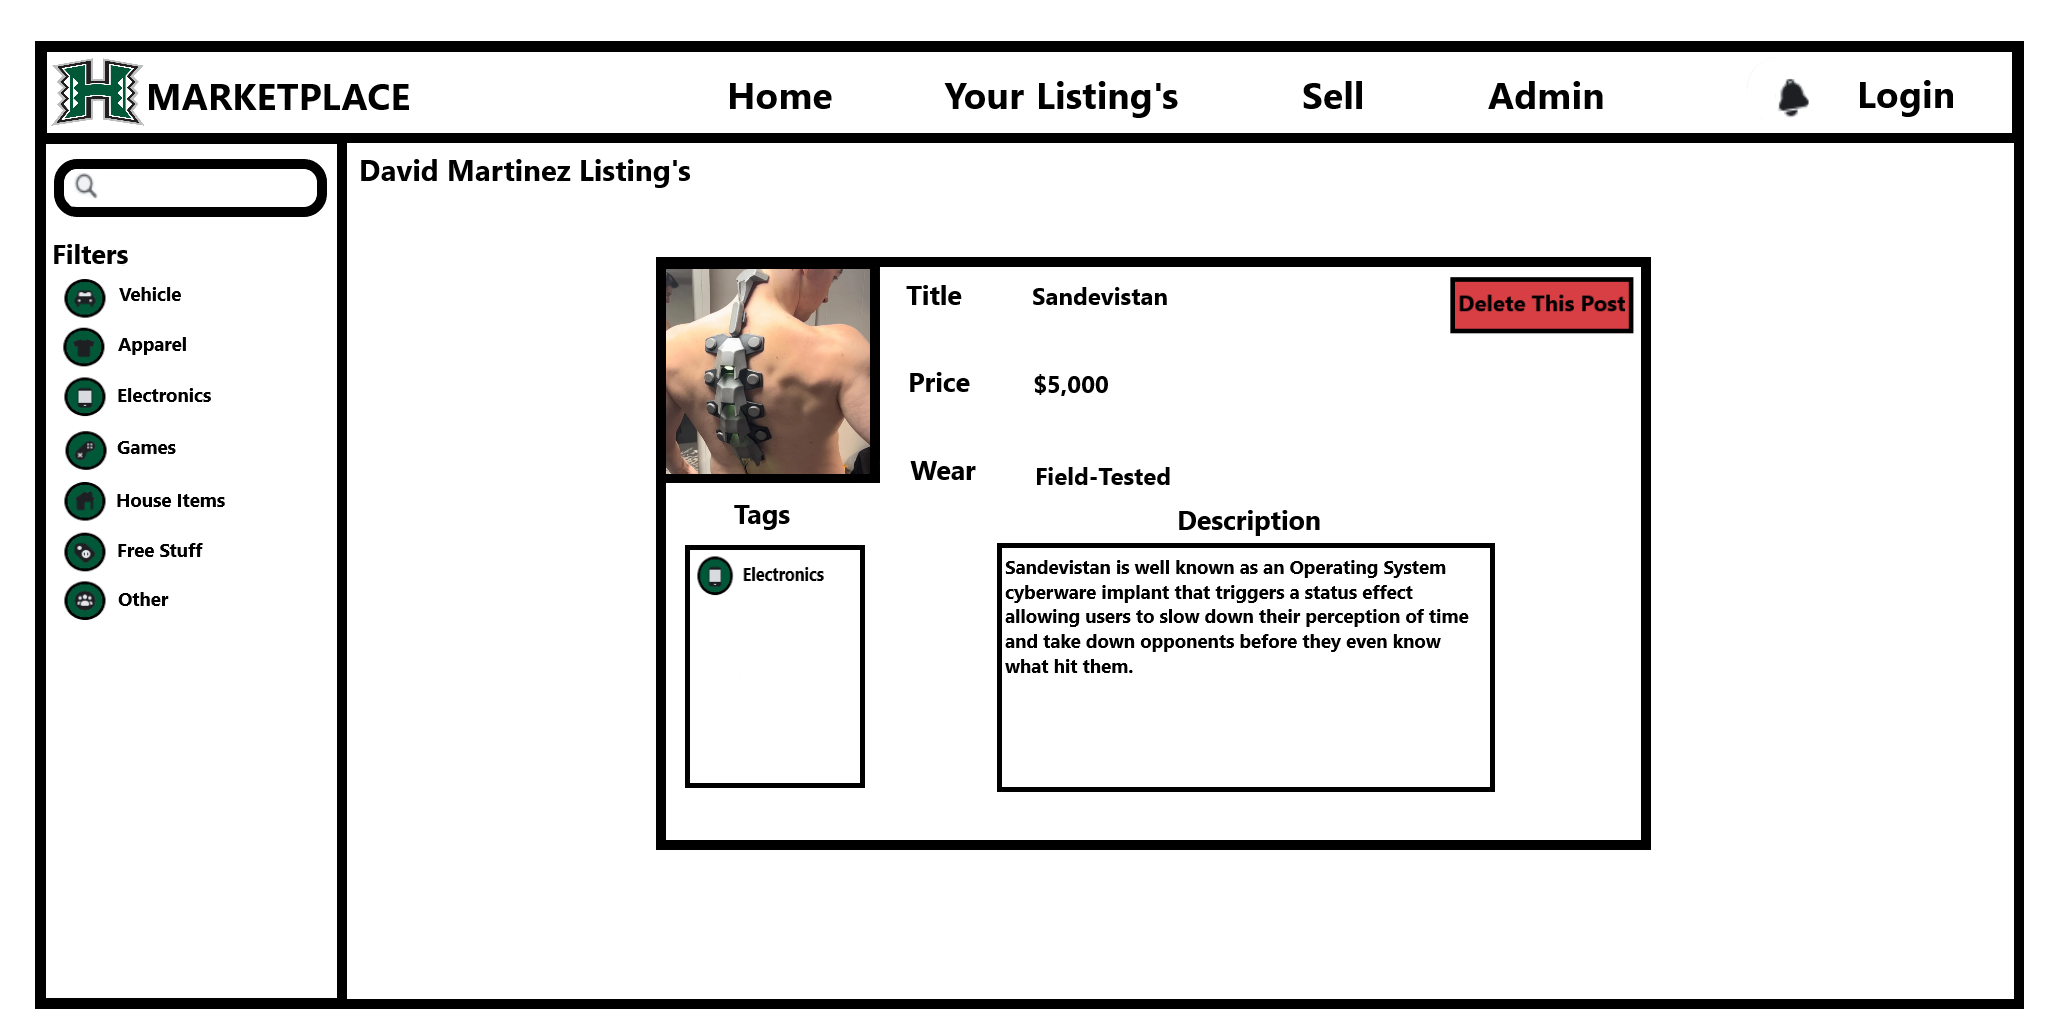 H MARKETPLACE
Home
Your Listing's
Sell
Admin
Login
Filters
Vehicle
Apparel
Electronics
Games
House Items
Free Stuff
Other
David Martinez Listing's
Title
Sandevistan
Delete This Post
Price
$5,000
Wear
Field-Tested
Tags
Electronics
Description
Sandevistan is well known as an Operating System
cyberware implant that triggers a status effect
allowing users to slow down their perception of time
and take down opponents before they even know
what hit them.